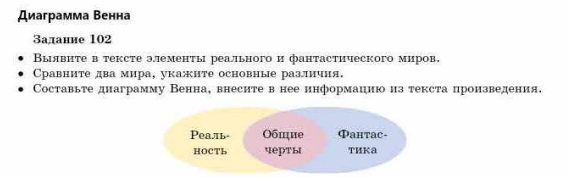 Диаграмма Венна
Задание 102
• Выявите в тексте элементы реального и фантастического миров.
• Сравните два мира, укажите основные различия.
• Составьте диаграмму Венна, внесите в нее информацию из текста произведения.
Реаль-
ность
Общие
черты
Фантас-
тика